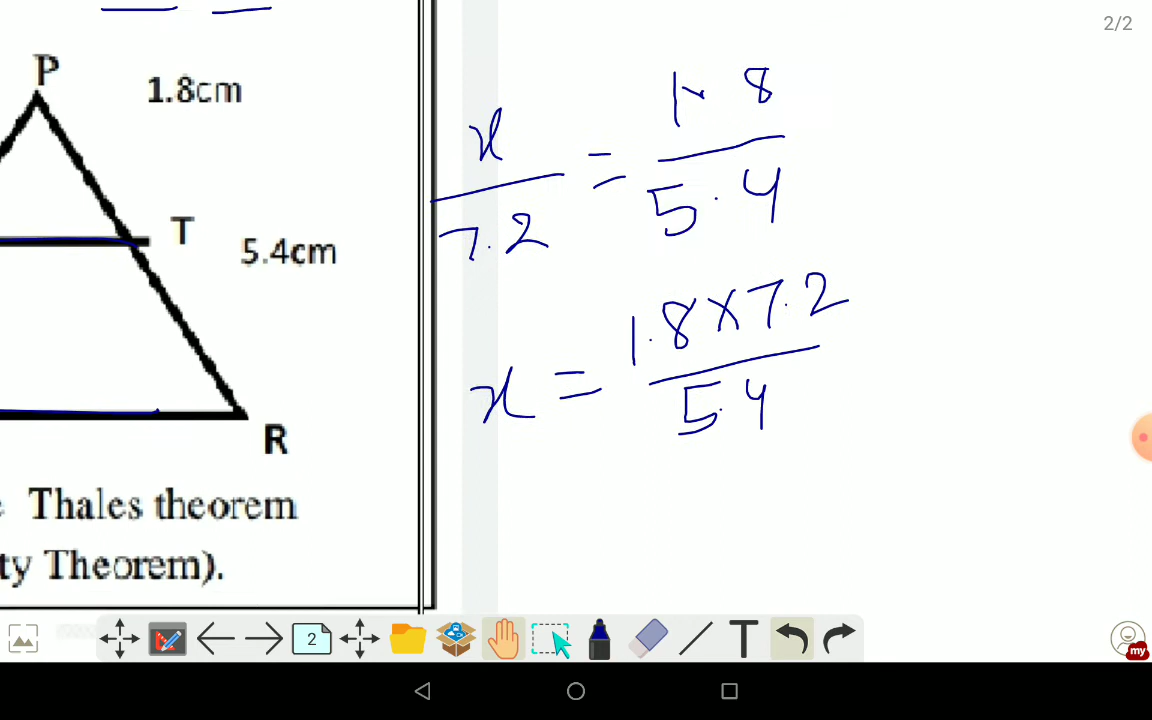 2/2
P
1.8cm
T
5.4cm
R
Thales theorem
ty Theorem).
x/7.2 = 1.8/5.4
x = 1.8×7.2/5.4
2
T
my